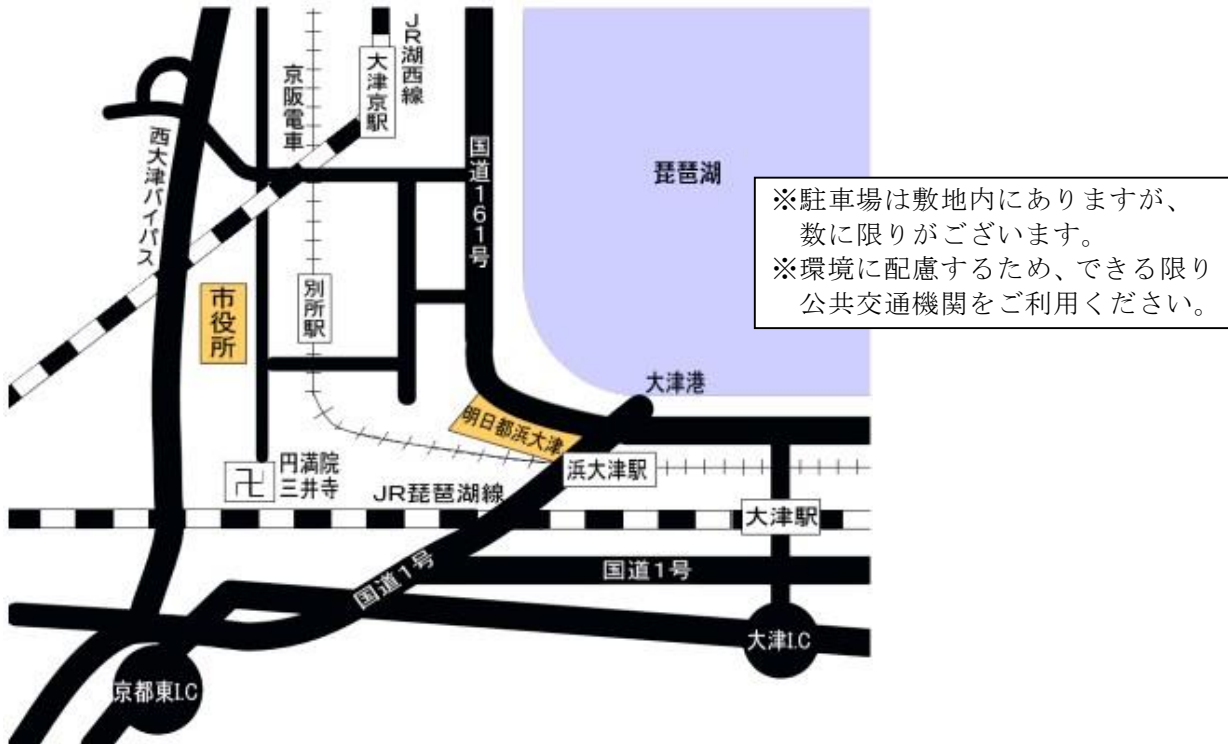 JR湖西線
大津京駅
京阪電車
国道161号
琵琶湖
西大津バイパス
※駐車場は敷地内にありますが、
数に限りがございます。
※環境に配慮するため、できる限り
公共交通機関をご利用ください。
市役所
別所駅
大津港
明日都浜大津
浜大津駅
円満院
三井寺
卍
JR琵琶湖線
大津駅
国道1号
国道1号
大津I.C
京都東I.C